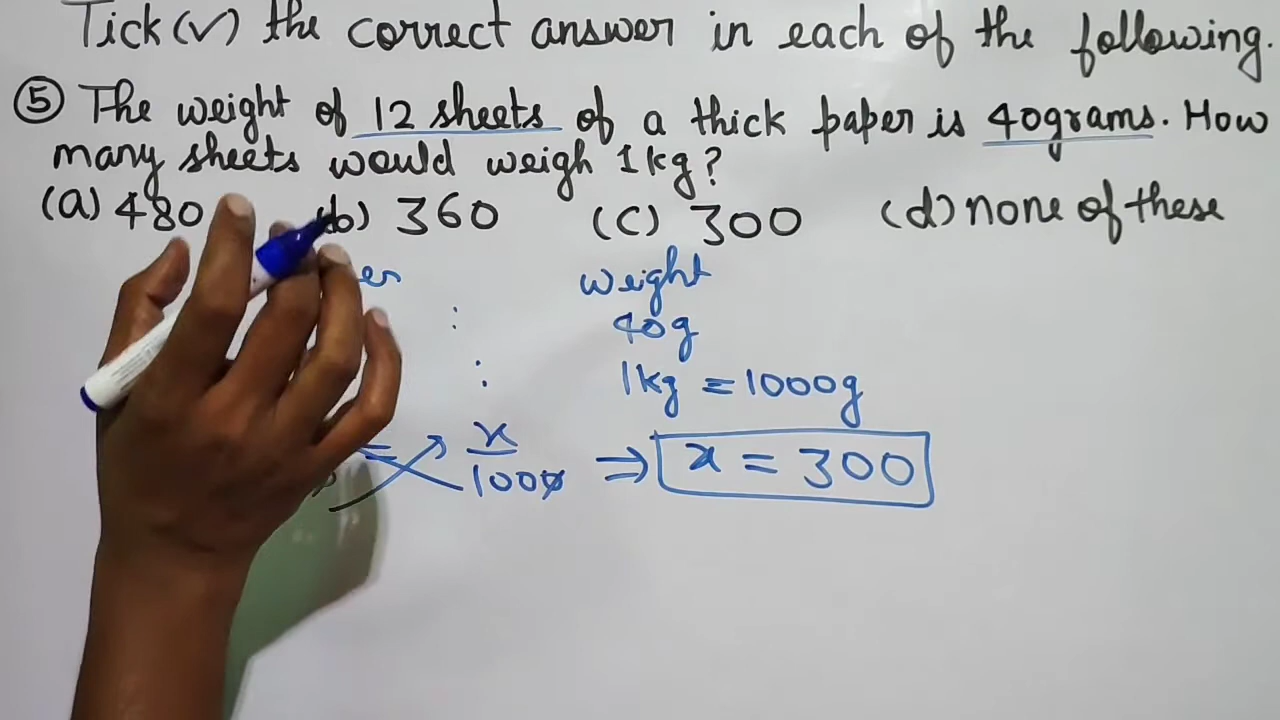 Tick (✓) the correct answer in each of the following.
⑤ The weight of 12 sheets of a thick paper is 40grams. How
many sheets would weigh 1kg?
(a) 480 (b) 360 (c) 300 (d) none of these
weight
: 40g
: 1kg = 1000g
= x/1000 ⇒ x = 300